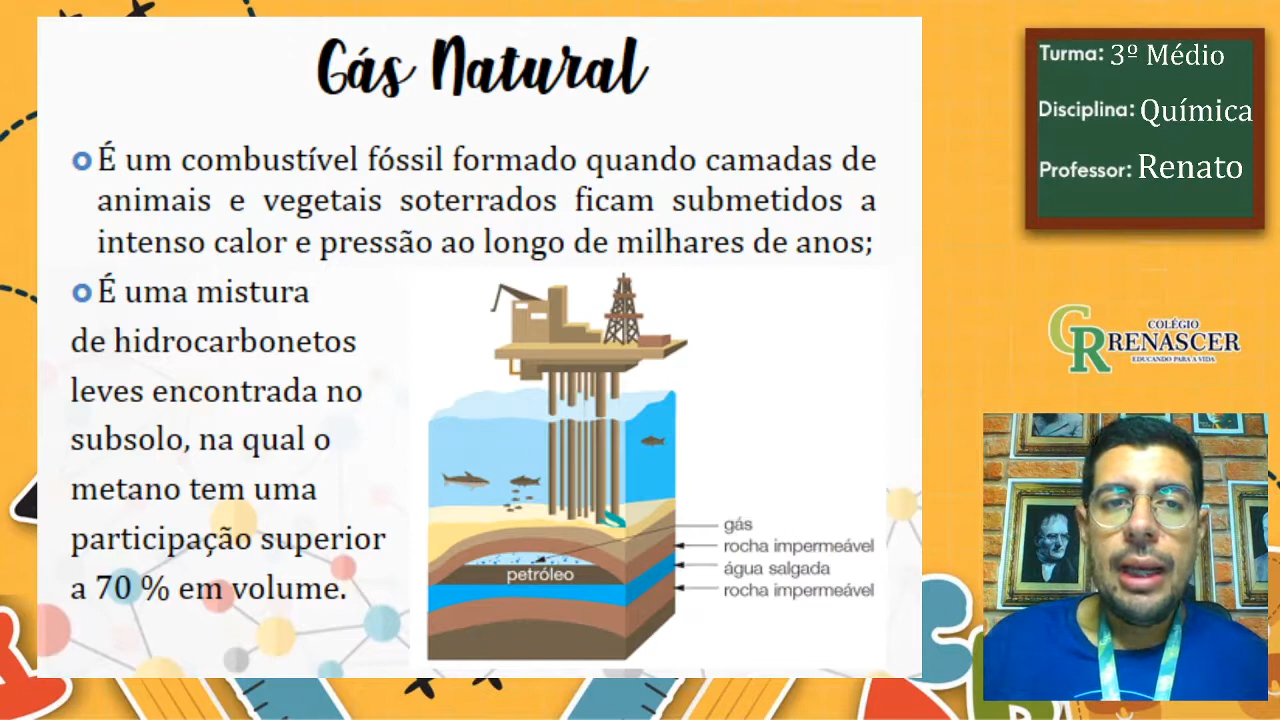 Gás Natural
É um combustível fóssil formado quando camadas de
animais e vegetais soterrados ficam submetidos a
intenso calor e pressão ao longo de milhares de anos;
É uma mistura
de hidrocarbonetos
leves encontrada no
subsolo, na qual o
metano tem uma
participação superior
a 70 % em volume.
gás
rocha impermeável
água salgada
rocha impermeável
petróleo
Turma: 3º Médio
Disciplina: Química
Professor: Renato
CR
COLÉGIO
RENASCER
EDUCANDO PARA A VIDA